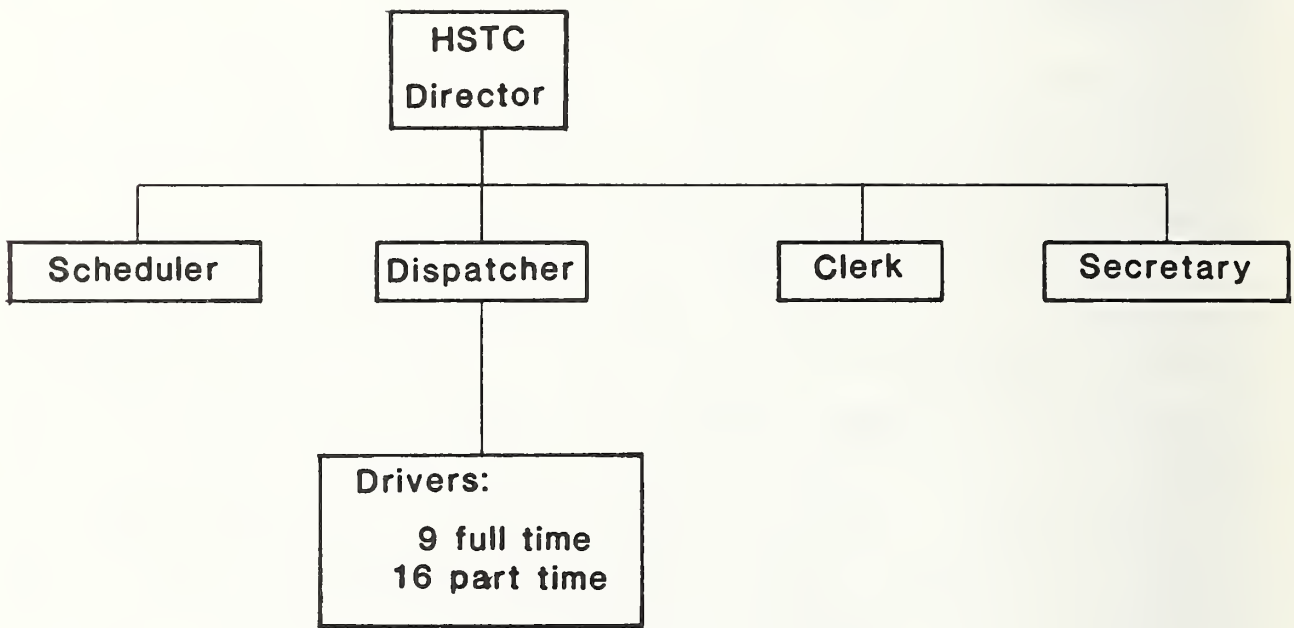 HSTC
Director
Scheduler
Dispatcher
Clerk
Secretary
Drivers:
9 full time
16 part time